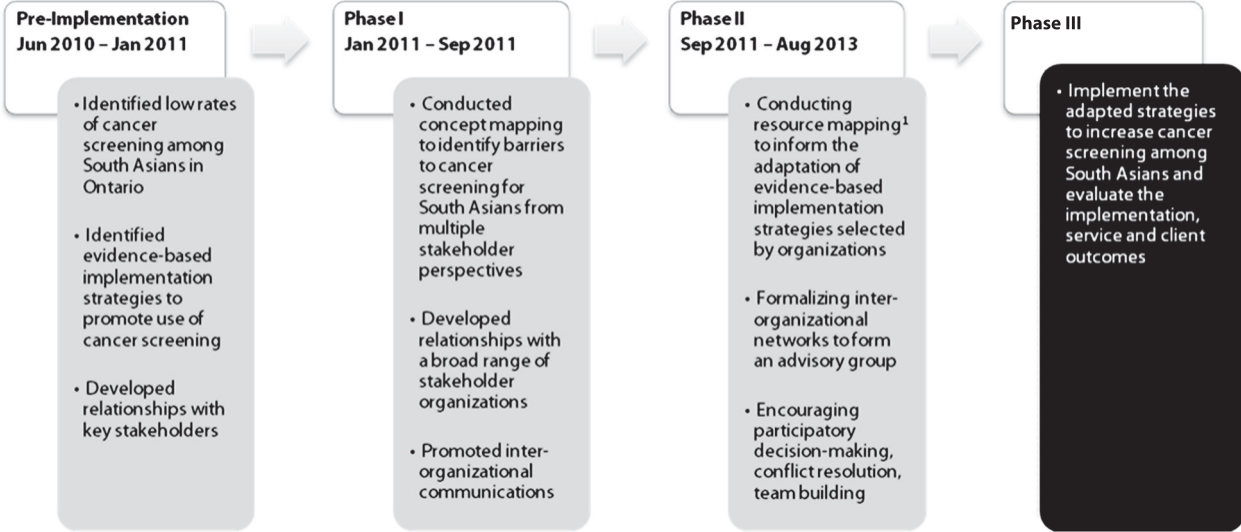 Pre-Implementation
Jun 2010 – Jan 2011
• Identified low rates
of cancer
screening among
South Asians in
Ontario
• Identified
evidence-based
implementation
strategies to
promote use of
cancer screening
• Developed
relationships with
key stakeholders
Phase I
Jan 2011 – Sep 2011
• Conducted
concept mapping
to identify barriers
to cancer
screening for
South Asians from
multiple
stakeholder
perspectives
• Developed
relationships with
a broad range of
stakeholder
organizations
• Promoted inter-
organizational
communications
Phase II
Sep 2011 – Aug 2013
• Conducting
resource mapping¹
to inform the
adaptation of
evidence-based
implementation
strategies selected
by organizations
• Formalizing inter-
organizational
networks to form
an advisory group
• Encouraging
participatory
decision-making,
conflict resolution,
team building
Phase III
• Implement the
adapted strategies
to increase cancer
screening among
South Asians and
evaluate the
implementation,
service and client
outcomes